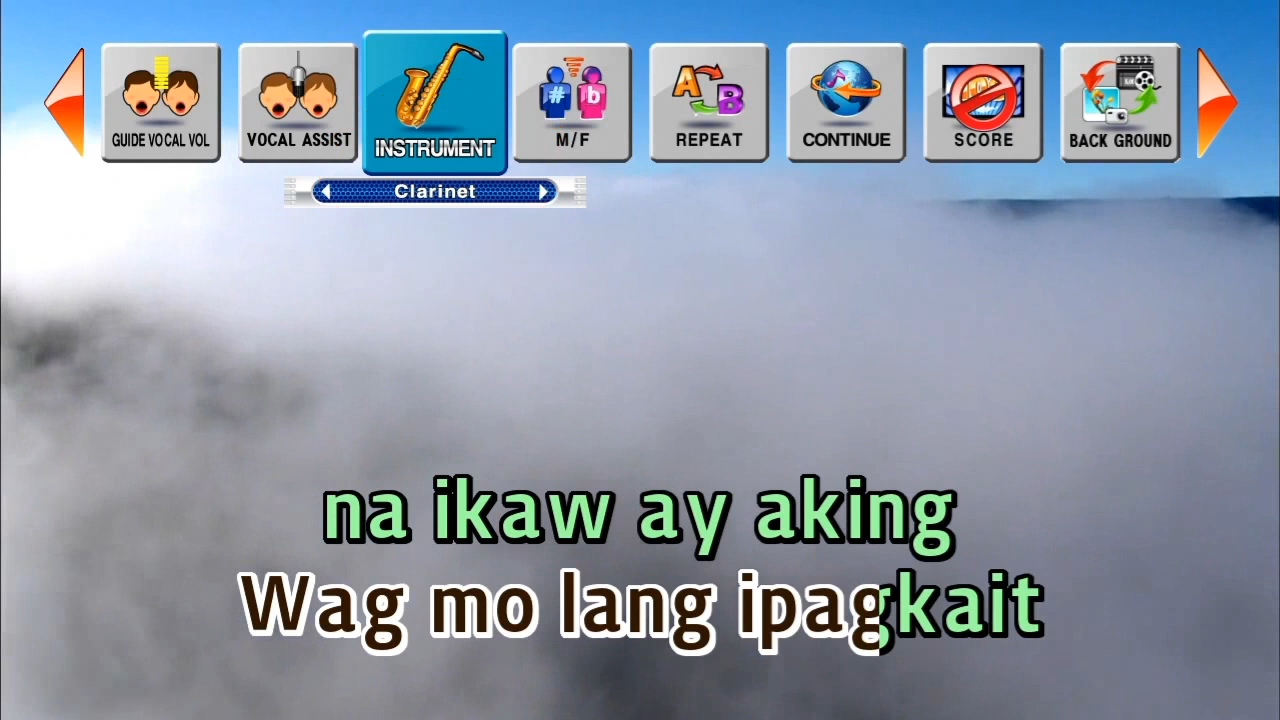 GUIDE VOCAL VOL
VOCAL ASSIST
INSTRUMENT
# b
M/F
A B
REPEAT
CONTINUE
SCORE
BACK GROUND
Clarinet
na ikaw ay aking
Wag mo lang ipagkait